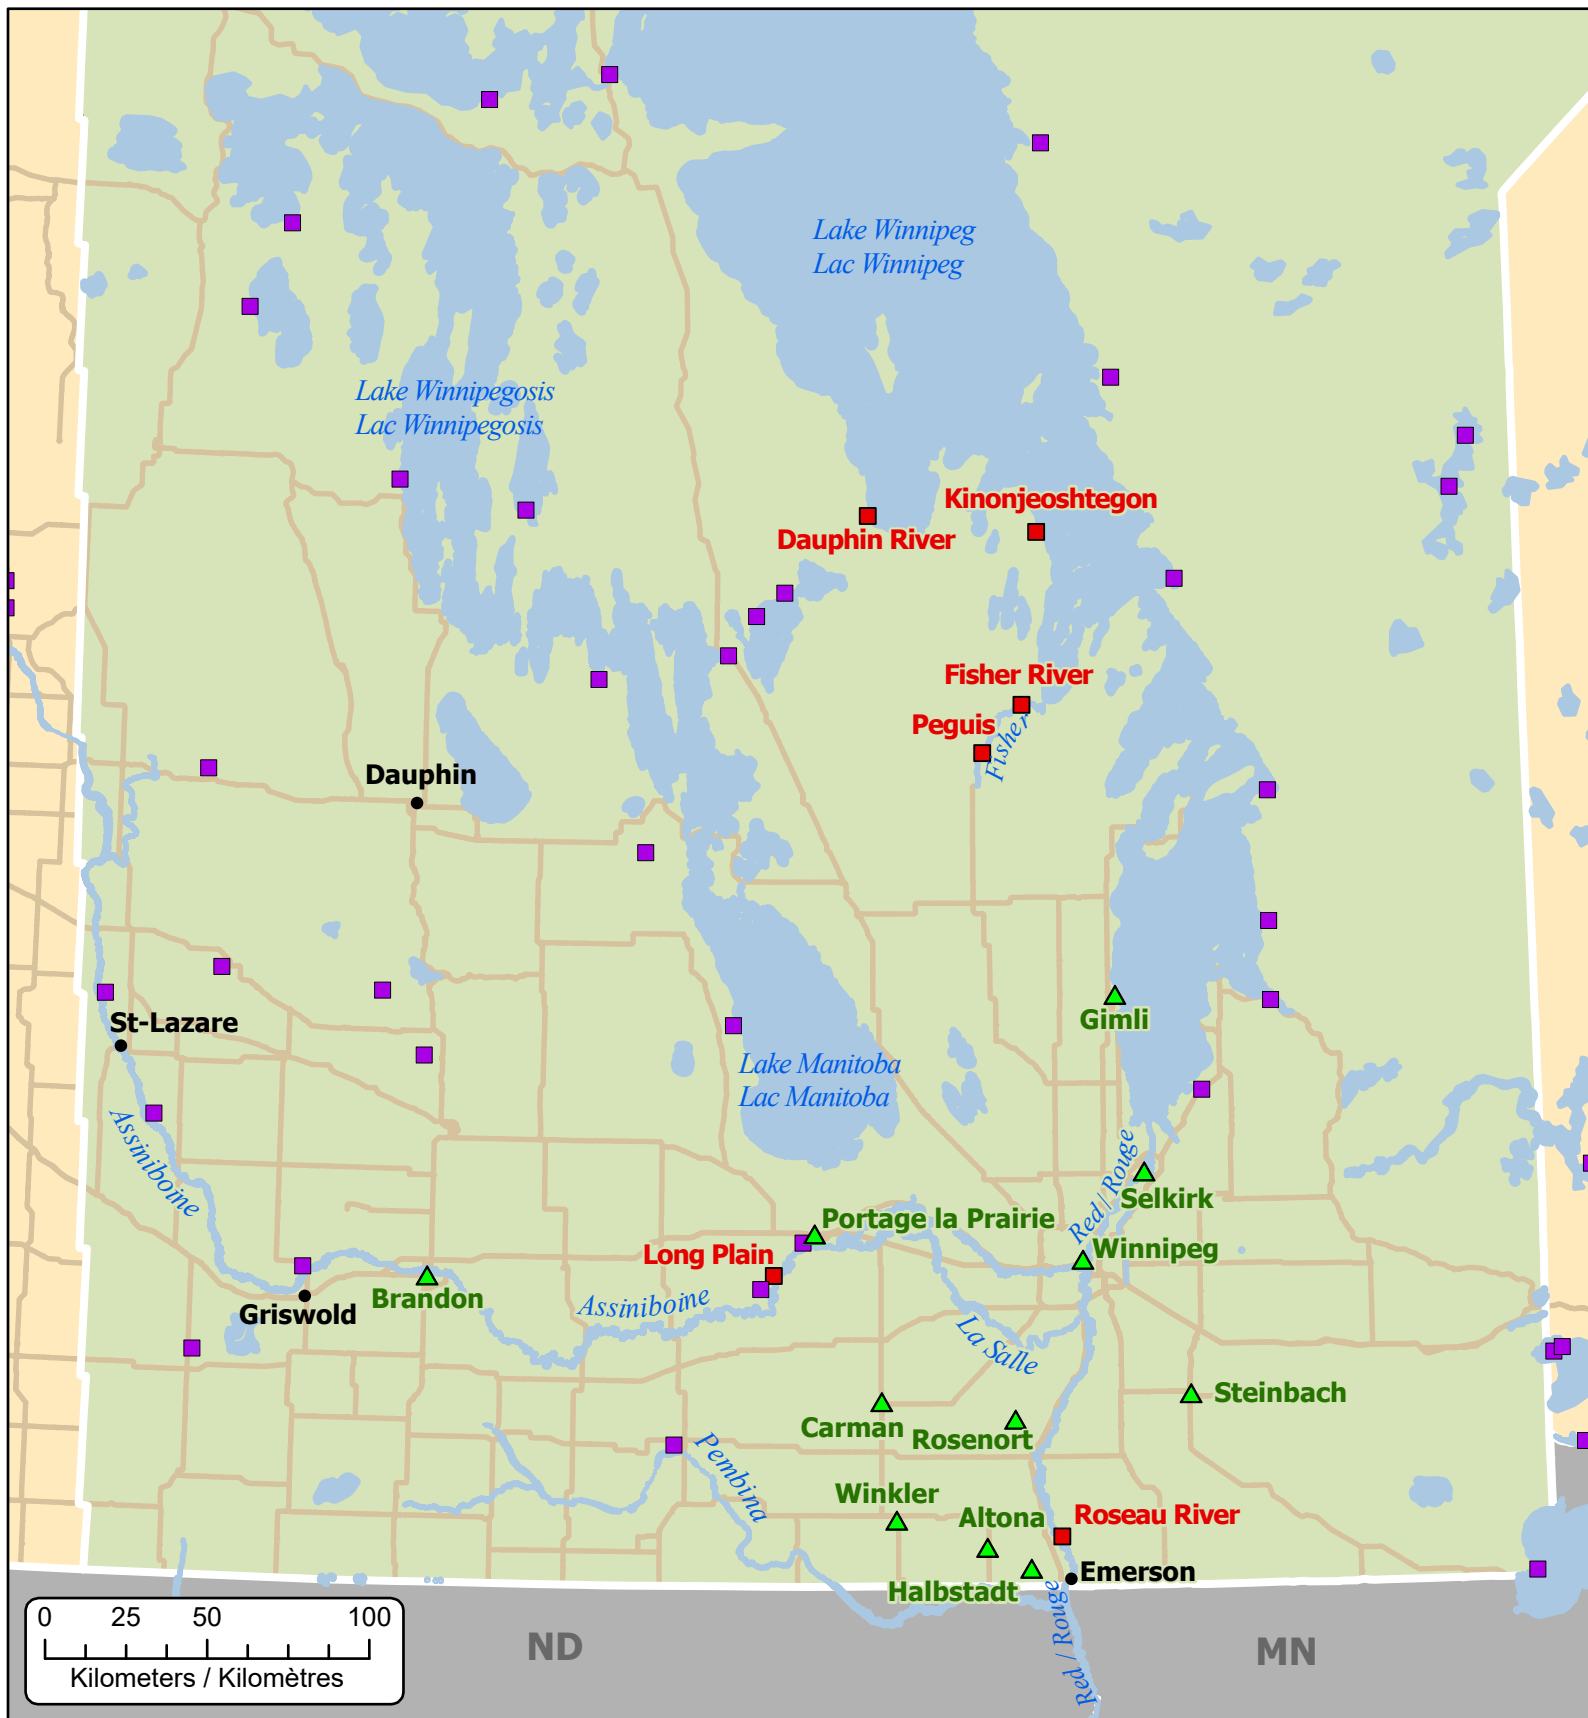 Lake Winnipeg
Lac Winnipeg
Lake Winnipegosis
Lac Winnipegosis
Kinonjeoshtegon
Dauphin River
Fisher River
Peguis
Fisher
Dauphin
Gimli
St-Lazare
Lake Manitoba
Lac Manitoba
Assiniboine
Red / Rouge
Selkirk
Portage la Prairie
Winnipeg
Long Plain
Brandon
Griswold
Assiniboine
La Salle
Steinbach
Carman
Rosenort
Pembina
Winkler
Altona
Roseau River
Emerson
Halbstadt
Red / Rouge
0 25 50 100
Kilometers / Kilomètres
ND
MN